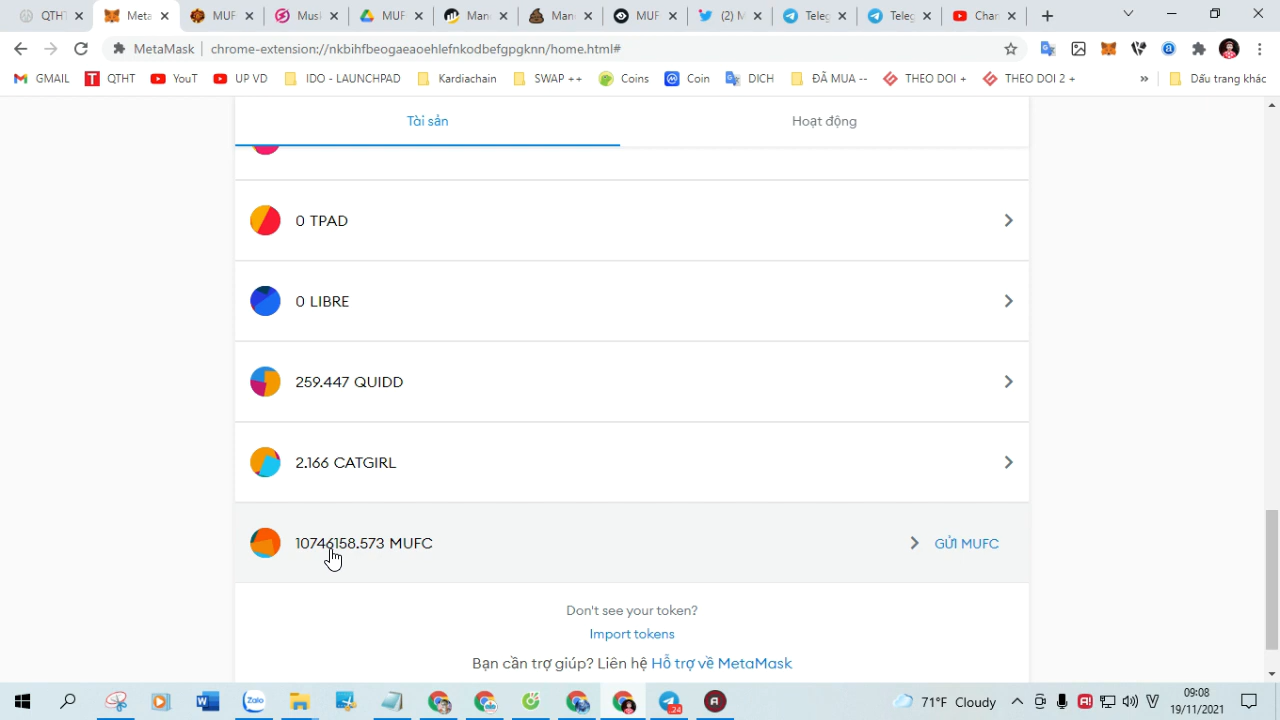 QTHT
Meta
MUF
Musl
MUF
Man
Man
MUF
(2) M
Teleg
Teleg
Char
MetaMask
chrome-extension://nkbihfbeogaeaoehlefnkodbefgpgknn/home.html#
GMAIL
QTHT
YouT
UP VD
IDO - LAUNCHPAD
Kardiachain
SWAP ++
Coins
Coin
DICH
ĐÃ MUA --
THEO DOI +
THEO DOI 2 +
»
Dấu trang khác
Tài sản
Hoạt động
0 TPAD
0 LIBRE
259.447 QUIDD
2.166 CATGIRL
10746158.573 MUFC
GỬI MUFC
Don't see your token?
Import tokens
Bạn cần trợ giúp? Liên hệ Hỗ trợ về MetaMask
Zalo
24
71°F Cloudy
09:08
19/11/2021